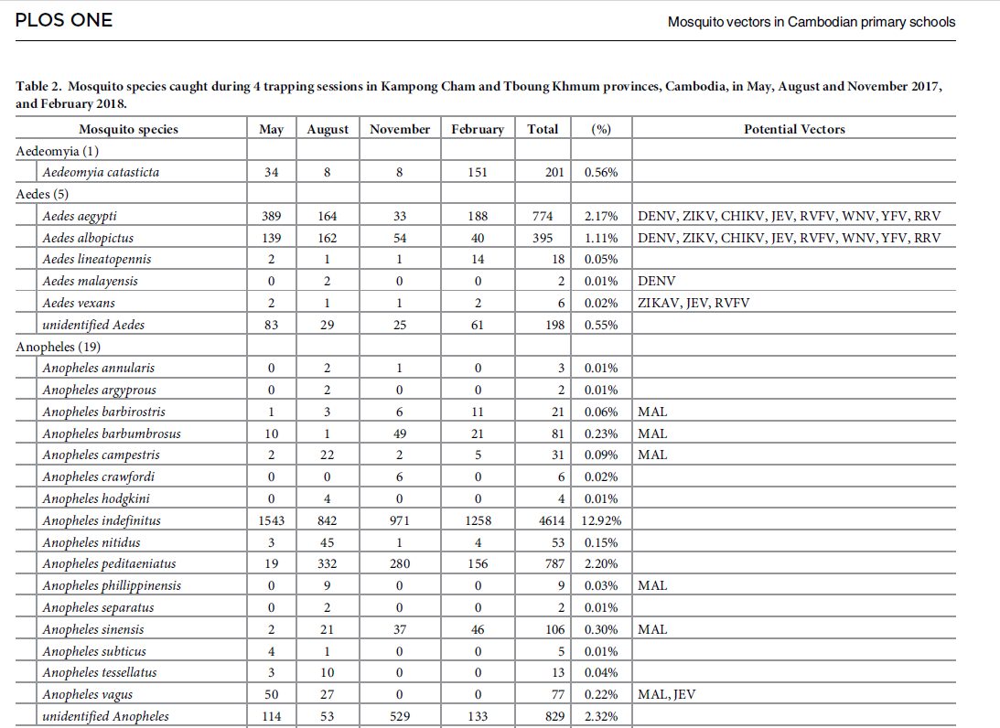 PLOS ONE
Mosquito vectors in Cambodian primary schools
Table 2. Mosquito species caught during 4 trapping sessions in Kampong Cham and Tboung Khmum provinces, Cambodia, in May, August and November 2017,
and February 2018.
Mosquito species May August November February Total (%) Potential Vectors
Aedeomyia (1)
Aedeomyia catasticta 34 8 8 151 201 0.56%
Aedes (5)
Aedes aegypti 389 164 33 188 774 2.17% DENV, ZIKV, CHIKV, JEV, RVFV, WNV, YFV, RRV
Aedes albopictus 139 162 54 40 395 1.11% DENV, ZIKV, CHIKV, JEV, RVFV, WNV, YFV, RRV
Aedes lineatopennis 2 1 1 14 18 0.05%
Aedes malayensis 0 2 0 0 2 0.01% DENV
Aedes vexans 2 1 1 2 6 0.02% ZIKAV, JEV, RVFV
unidentified Aedes 83 29 25 61 198 0.55%
Anopheles (19)
Anopheles annularis 0 2 1 0 3 0.01%
Anopheles argyprous 0 2 0 0 2 0.01%
Anopheles barbirostris 1 3 6 11 21 0.06% MAL
Anopheles barbumbrosus 10 1 49 21 81 0.23% MAL
Anopheles campestris 2 22 2 5 31 0.09% MAL
Anopheles crawfordi 0 0 6 0 6 0.02%
Anopheles hodgkini 0 4 0 0 4 0.01%
Anopheles indefinitus 1543 842 971 1258 4614 12.92%
Anopheles nitidus 3 45 1 4 53 0.15%
Anopheles peditaeniatus 19 332 280 156 787 2.20%
Anopheles phillippinensis 0 9 0 0 9 0.03% MAL
Anopheles separatus 0 2 0 0 2 0.01%
Anopheles sinensis 2 21 37 46 106 0.30% MAL
Anopheles subticus 4 1 0 0 5 0.01%
Anopheles tessellatus 3 10 0 0 13 0.04%
Anopheles vagus 50 27 0 0 77 0.22% MAL, JEV
unidentified Anopheles 114 53 529 133 829 2.32%